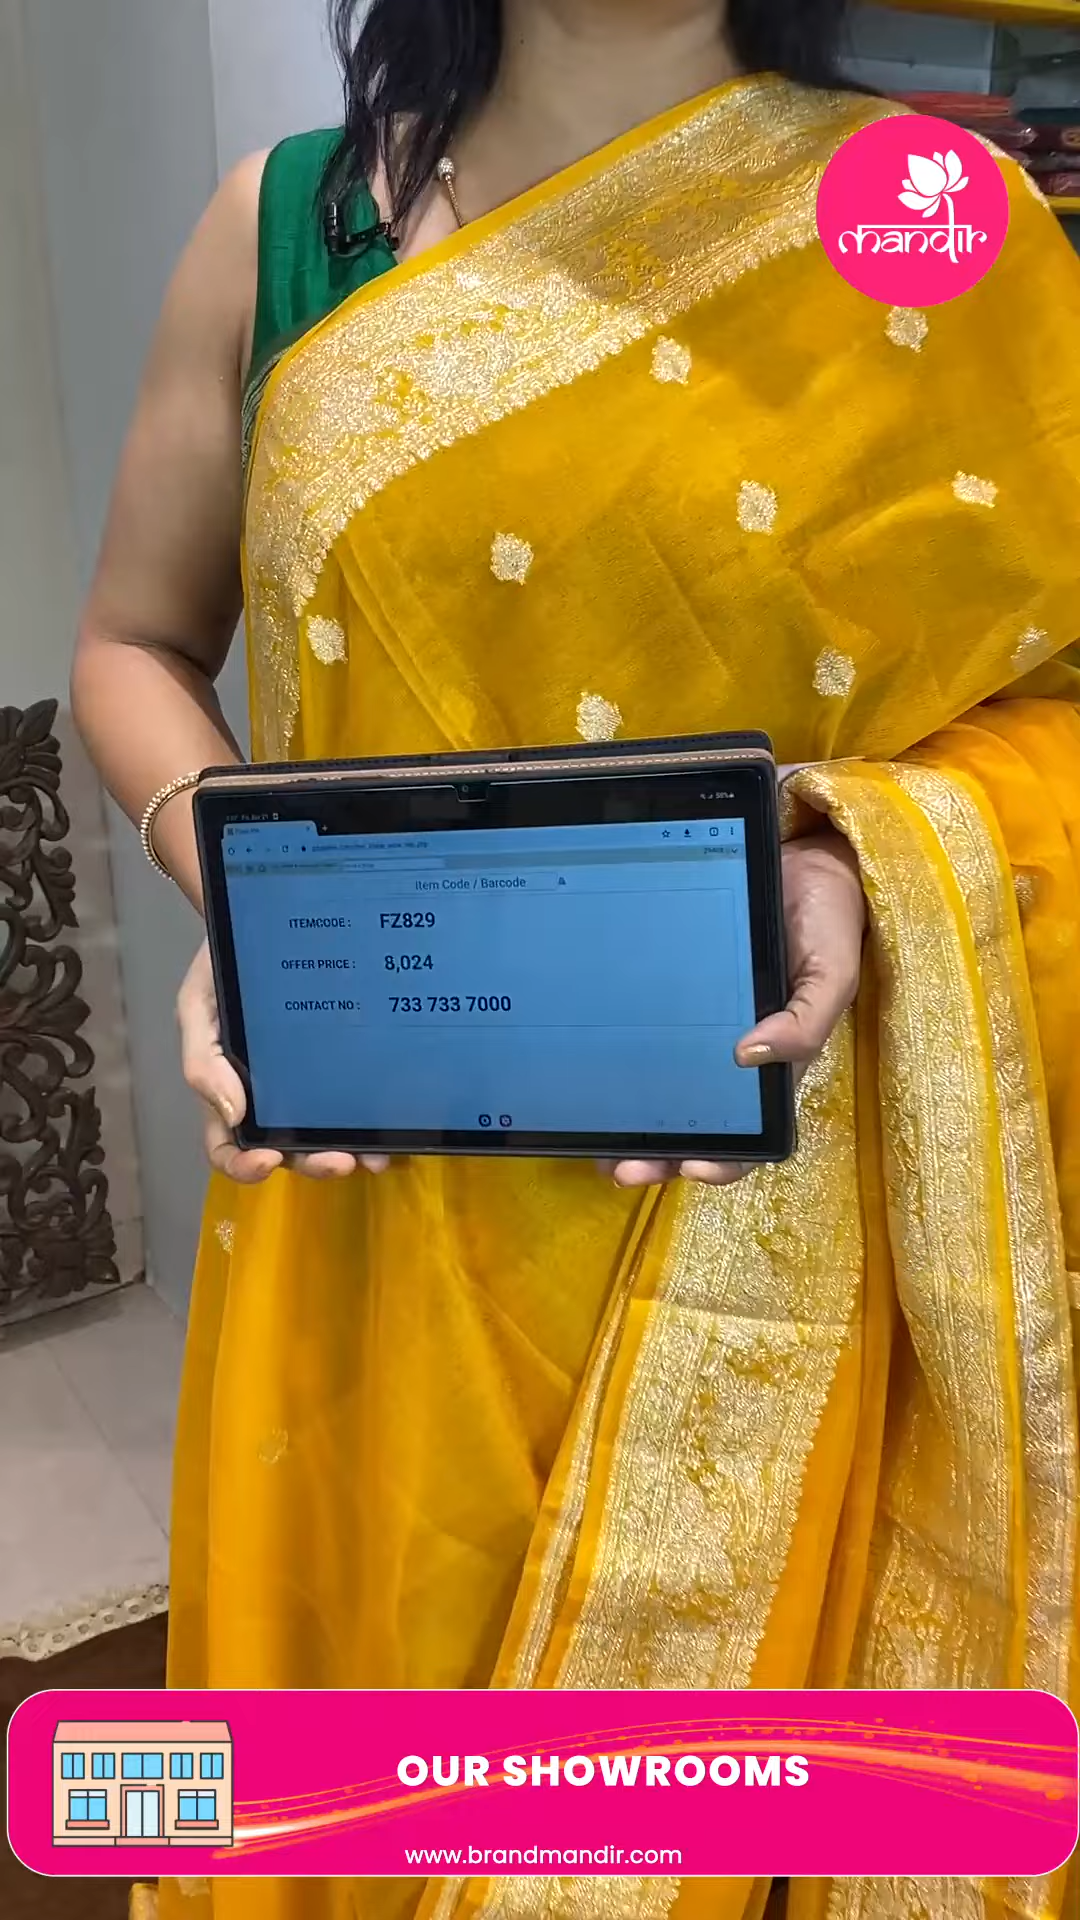 mandir
Item Code / Barcode
ITEMCODE : FZ829
OFFER PRICE : 8,024
CONTACT NO : 733 733 7000
OUR SHOWROOMS
www.brandmandir.com